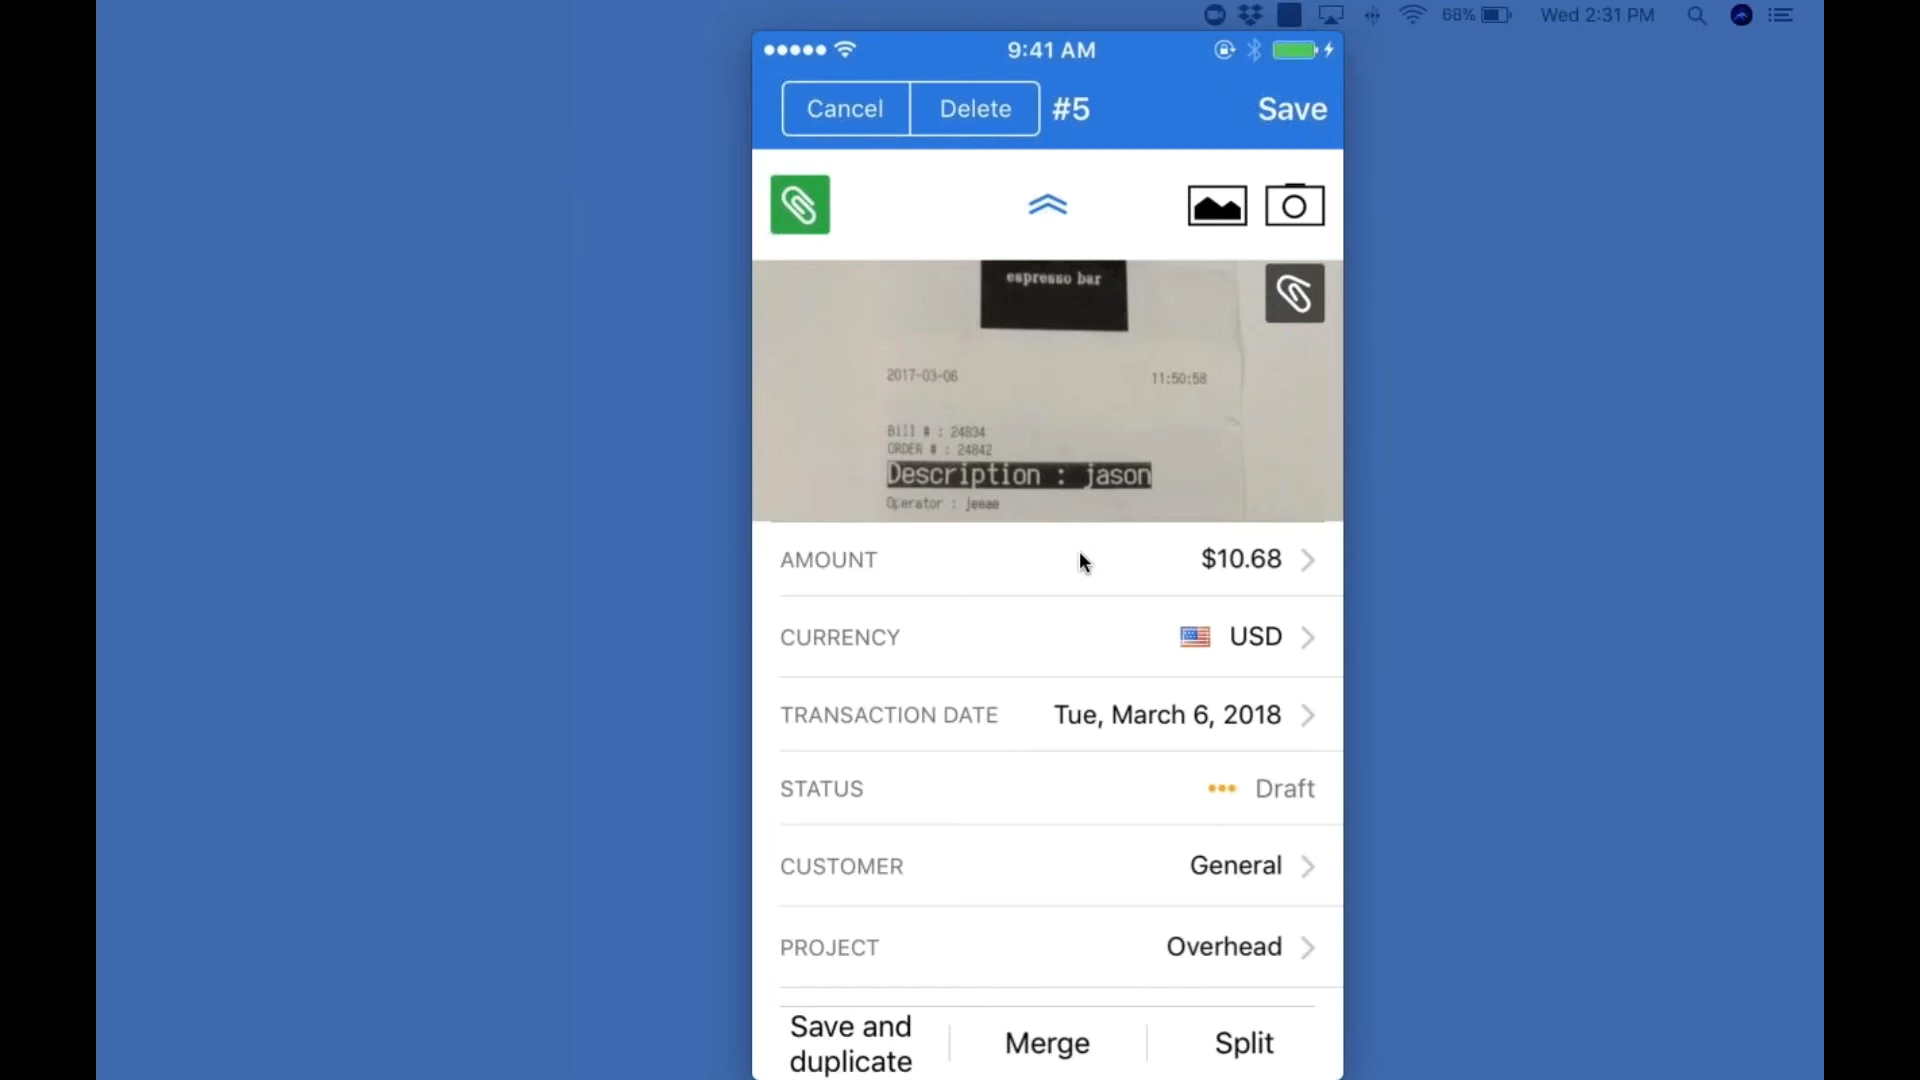 68% Wed 2:31 PM
9:41 AM
Cancel Delete #5 Save
espresso bar
2017-03-06 11:50:58
Bill # : 24834
ORDER # : 24842
Description : jason
Operator :
AMOUNT $10.68
CURRENCY USD
TRANSACTION DATE Tue, March 6, 2018
STATUS Draft
CUSTOMER General
PROJECT Overhead
Save and
duplicate
Merge
Split